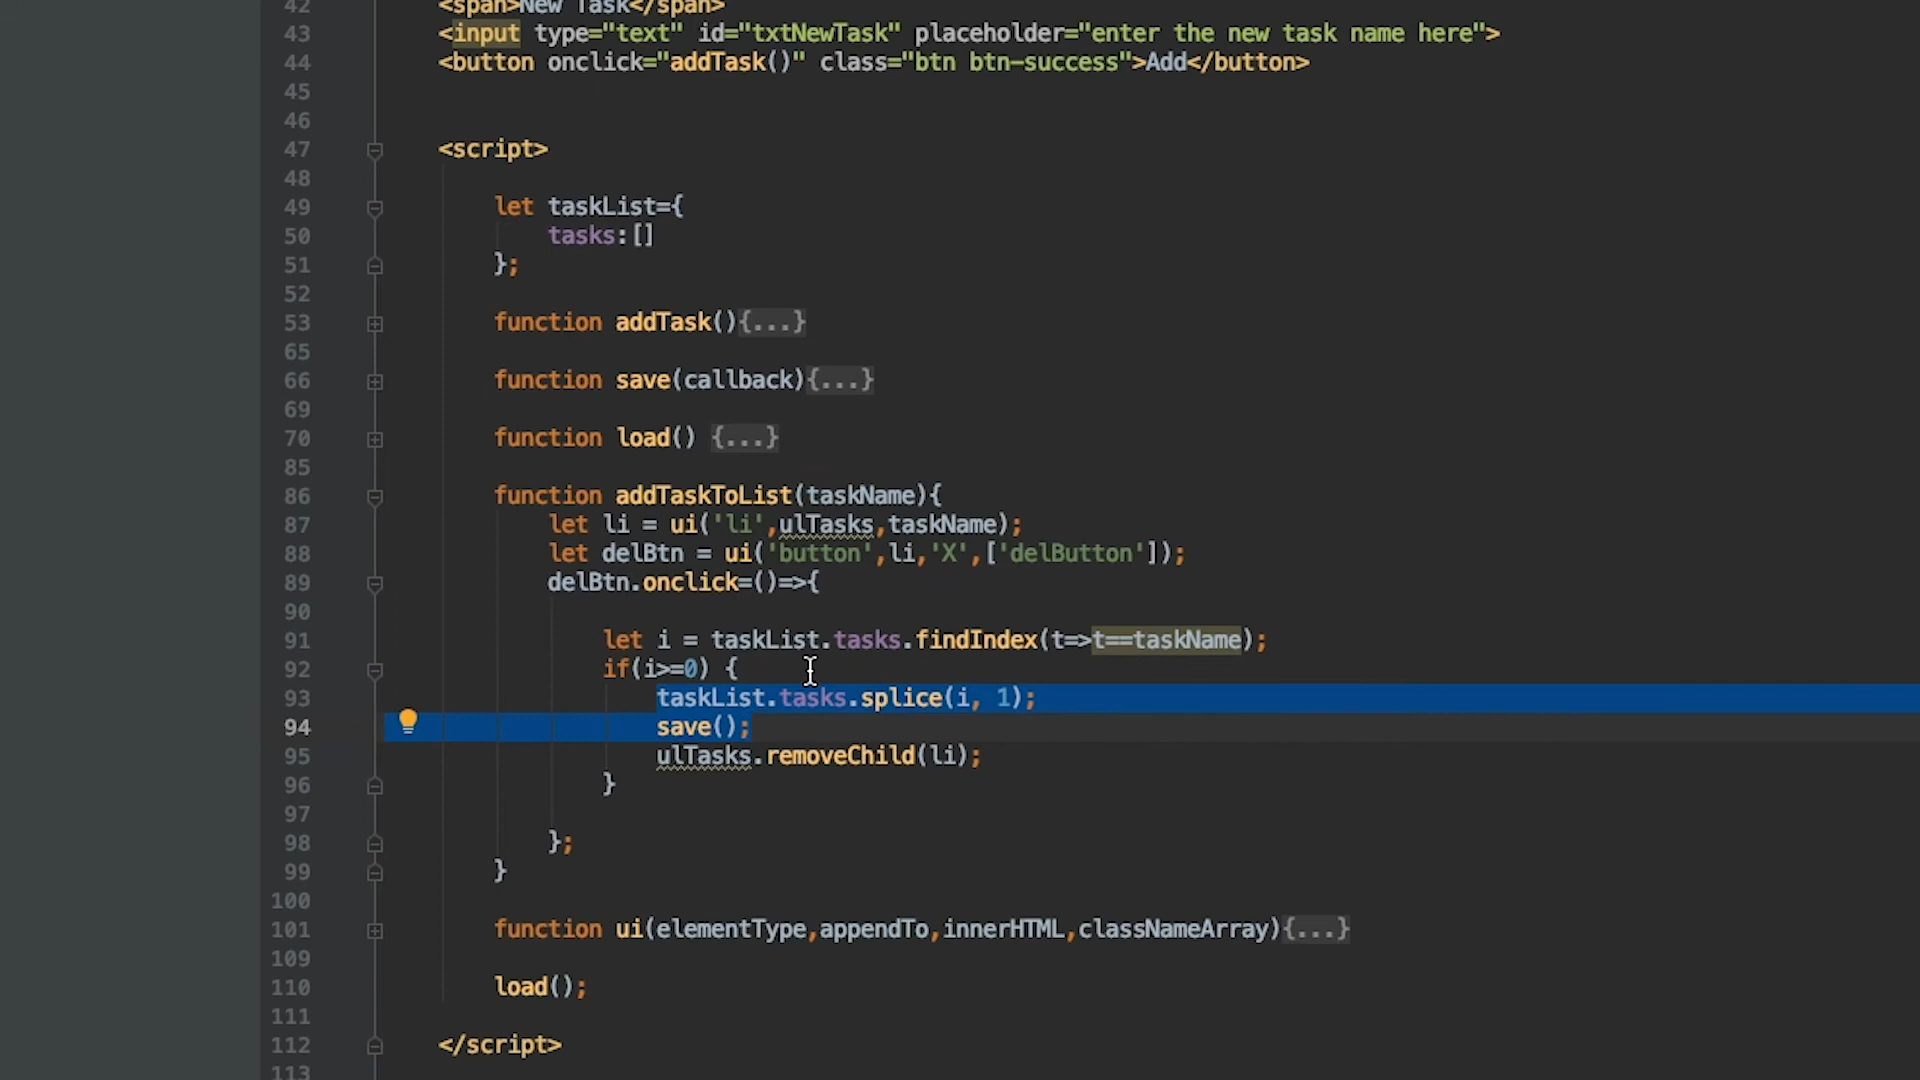 42 <span>New Task</span>
43 <input type="text" id="txtNewTask" placeholder="enter the new task name here">
44 <button onclick="addTask()" class="btn btn-success">Add</button>
45
46
47 <script>
48
49 let taskList={
50 tasks:[]
51 };
52
53 function addTask(){...}
65
66 function save(callback){...}
69
70 function load() {...}
85
86 function addTaskToList(taskName){
87 let li = ui('li',ulTasks,taskName);
88 let delBtn = ui('button',li,'X',['delButton']);
89 delBtn.onclick=()=>{
90
91 let i = taskList.tasks.findIndex(t=>t==taskName);
92 if(i>=0) {
93 taskList.tasks.splice(i, 1);
94 save();
95 ulTasks.removeChild(li);
96 }
97
98 };
99 }
100
101 function ui(elementType,appendTo,innerHTML,classNameArray){...}
109
110 load();
111
112 </script>
113